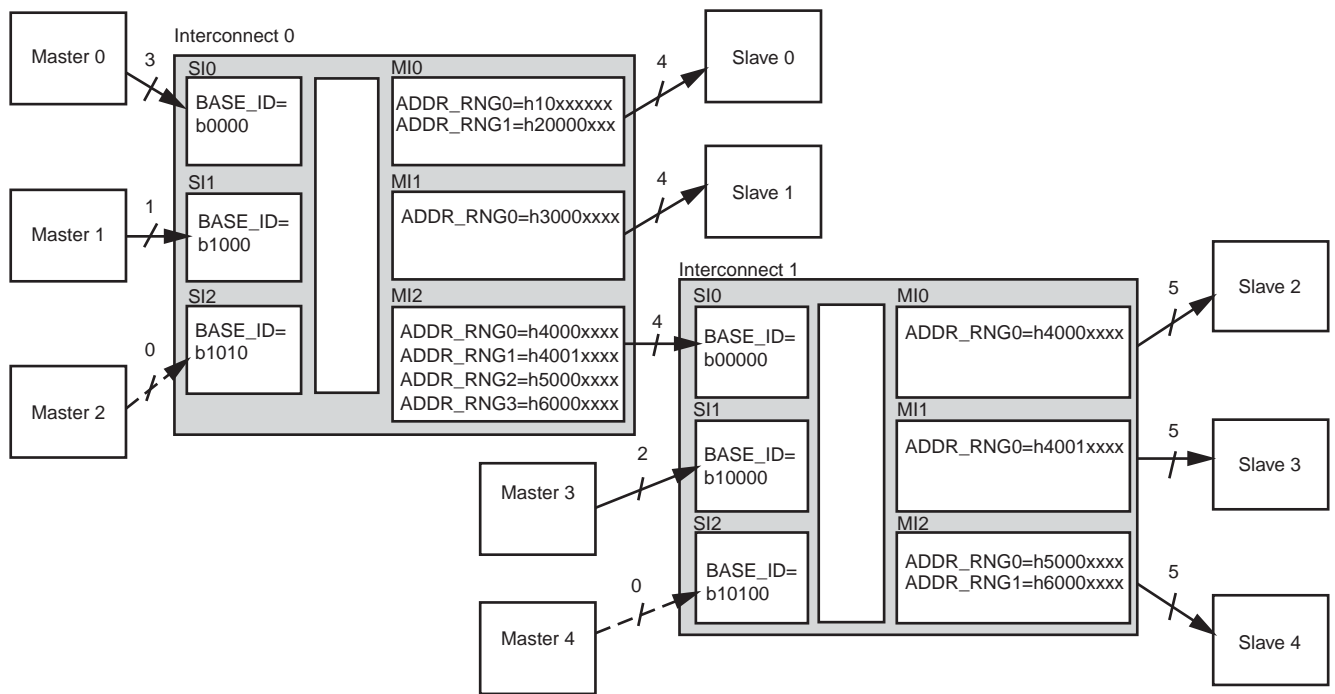 Master 0
3
Interconnect 0
SI0
BASE_ID=
b0000
MI0
ADDR_RNG0=h10xxxxxx
ADDR_RNG1=h20000xxx
4
Slave 0
Master 1
1
SI1
BASE_ID=
b1000
MI1
ADDR_RNG0=h3000xxxx
4
Slave 1
Master 2
0
SI2
BASE_ID=
b1010
MI2
ADDR_RNG0=h4000xxxx
ADDR_RNG1=h4001xxxx
ADDR_RNG2=h5000xxxx
ADDR_RNG3=h6000xxxx
4
Interconnect 1
SI0
BASE_ID=
b00000
MI0
ADDR_RNG0=h4000xxxx
5
Slave 2
Master 3
2
SI1
BASE_ID=
b10000
MI1
ADDR_RNG0=h4001xxxx
5
Slave 3
Master 4
0
SI2
BASE_ID=
b10100
MI2
ADDR_RNG0=h5000xxxx
ADDR_RNG1=h6000xxxx
5
Slave 4